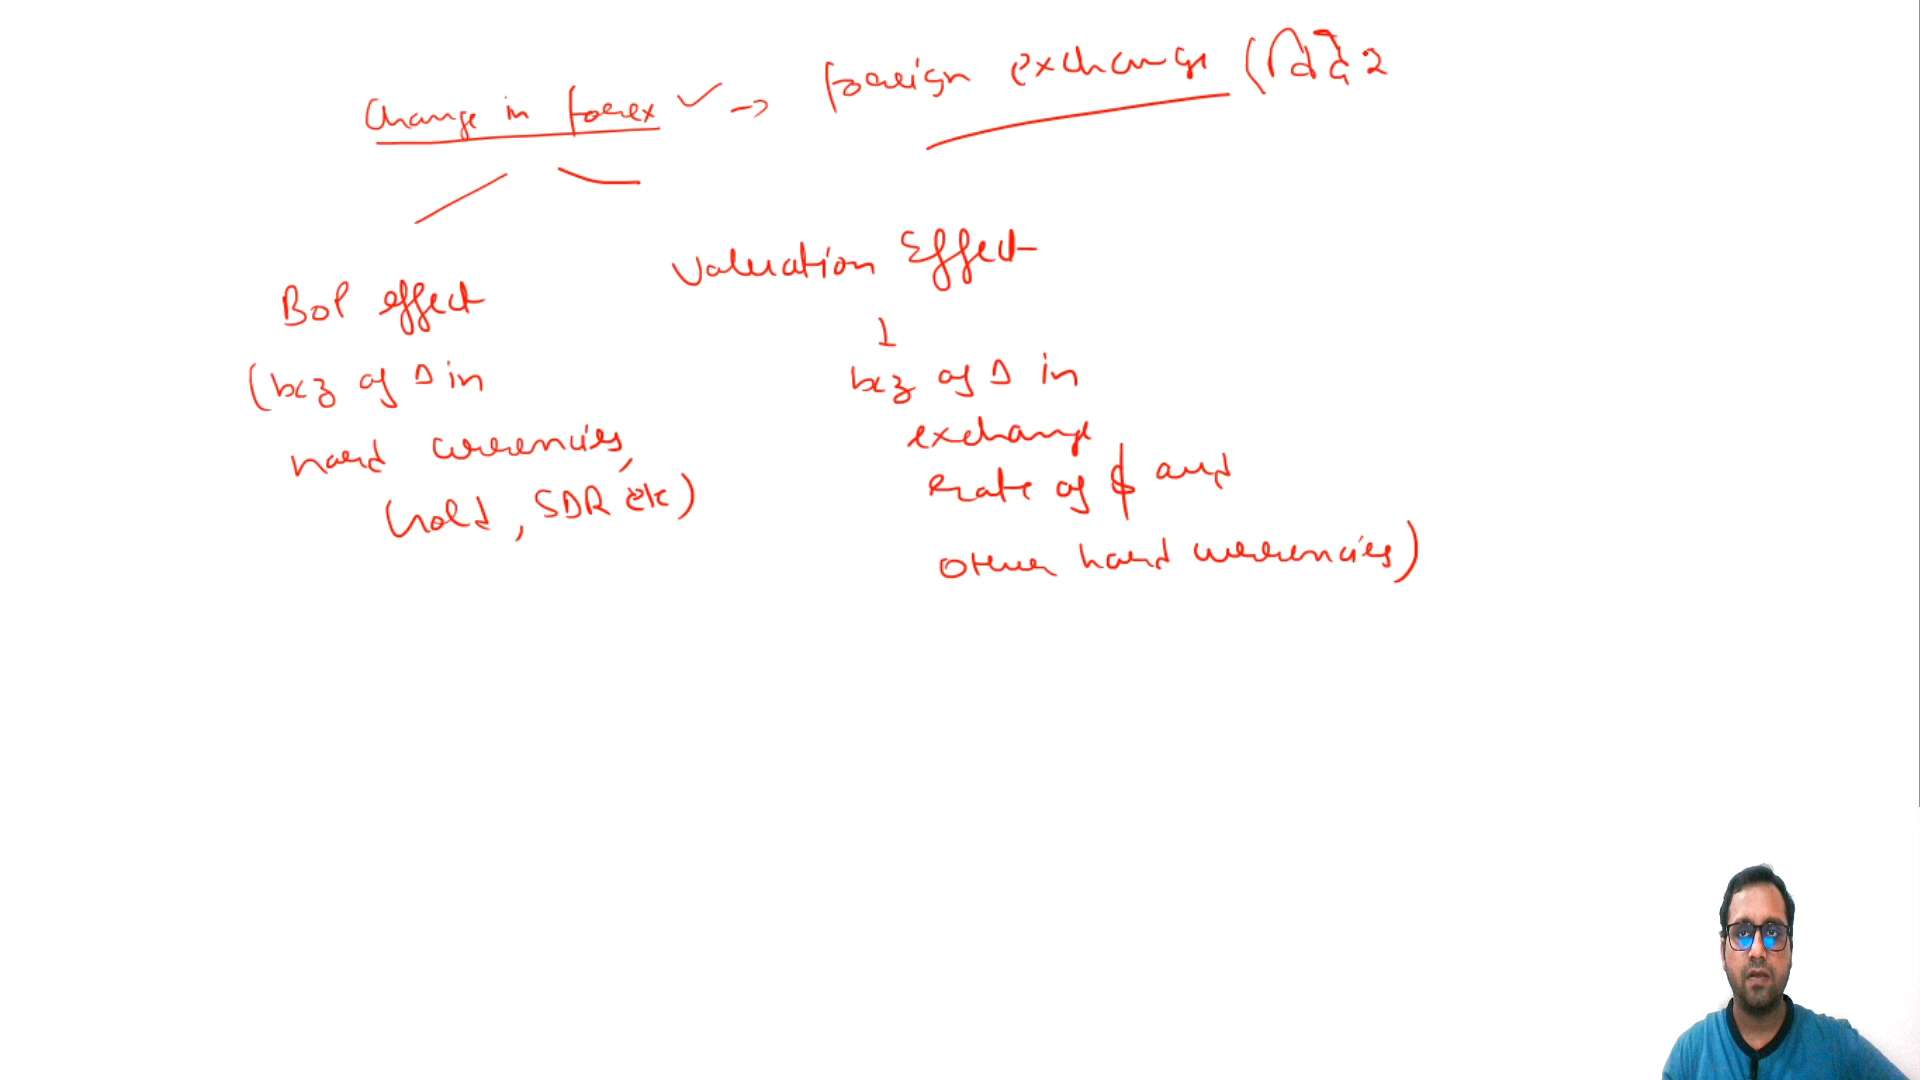 Change in forex ✓ → foreign exchange (
BoP effect
(bcz of Δ in
hard currencies,
Gold, SDR etc)
Valuation Effect
↓
bcz of Δ in
exchange
rate of $ and
other hard currencies)